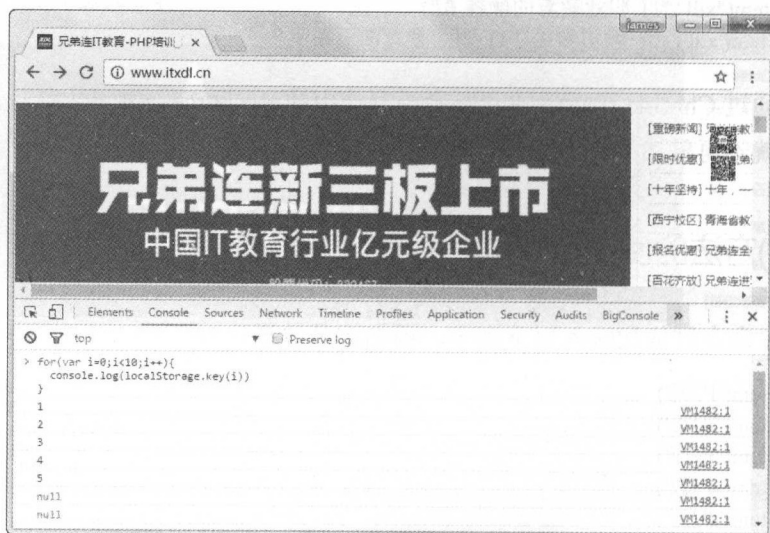 james
兄弟连IT教育-PHP培训
www.itxdl.cn
兄弟连新三板上市
中国IT教育行业亿元级企业
[重磅新闻]
[限时优惠]
[十年坚持] 十年，一
[西宁校区] 青海省教
[报名优惠] 兄弟连全
[百花齐放] 兄弟连进
Elements Console Sources Network Timeline Profiles Application Security Audits BigConsole »
top Preserve log
> for(var i=0;i<10;i++){
console.log(localStorage.key(i))
}
1 VM1482:1
2 VM1482:1
3 VM1482:1
4 VM1482:1
5 VM1482:1
null VM1482:1
null VM1482:1